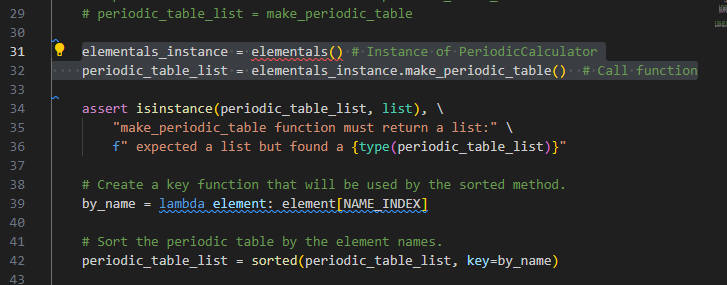 29 # periodic_table_list = make_periodic_table
30
31 elementals_instance = elementals() # Instance of PeriodicCalculator
32 periodic_table_list = elementals_instance.make_periodic_table() # Call function
33
34 assert isinstance(periodic_table_list, list), \
35 "make_periodic_table function must return a list:" \
36 f" expected a list but found a {type(periodic_table_list)}"
37
38 # Create a key function that will be used by the sorted method.
39 by_name = lambda element: element[NAME_INDEX]
40
41 # Sort the periodic table by the element names.
42 periodic_table_list = sorted(periodic_table_list, key=by_name)
43